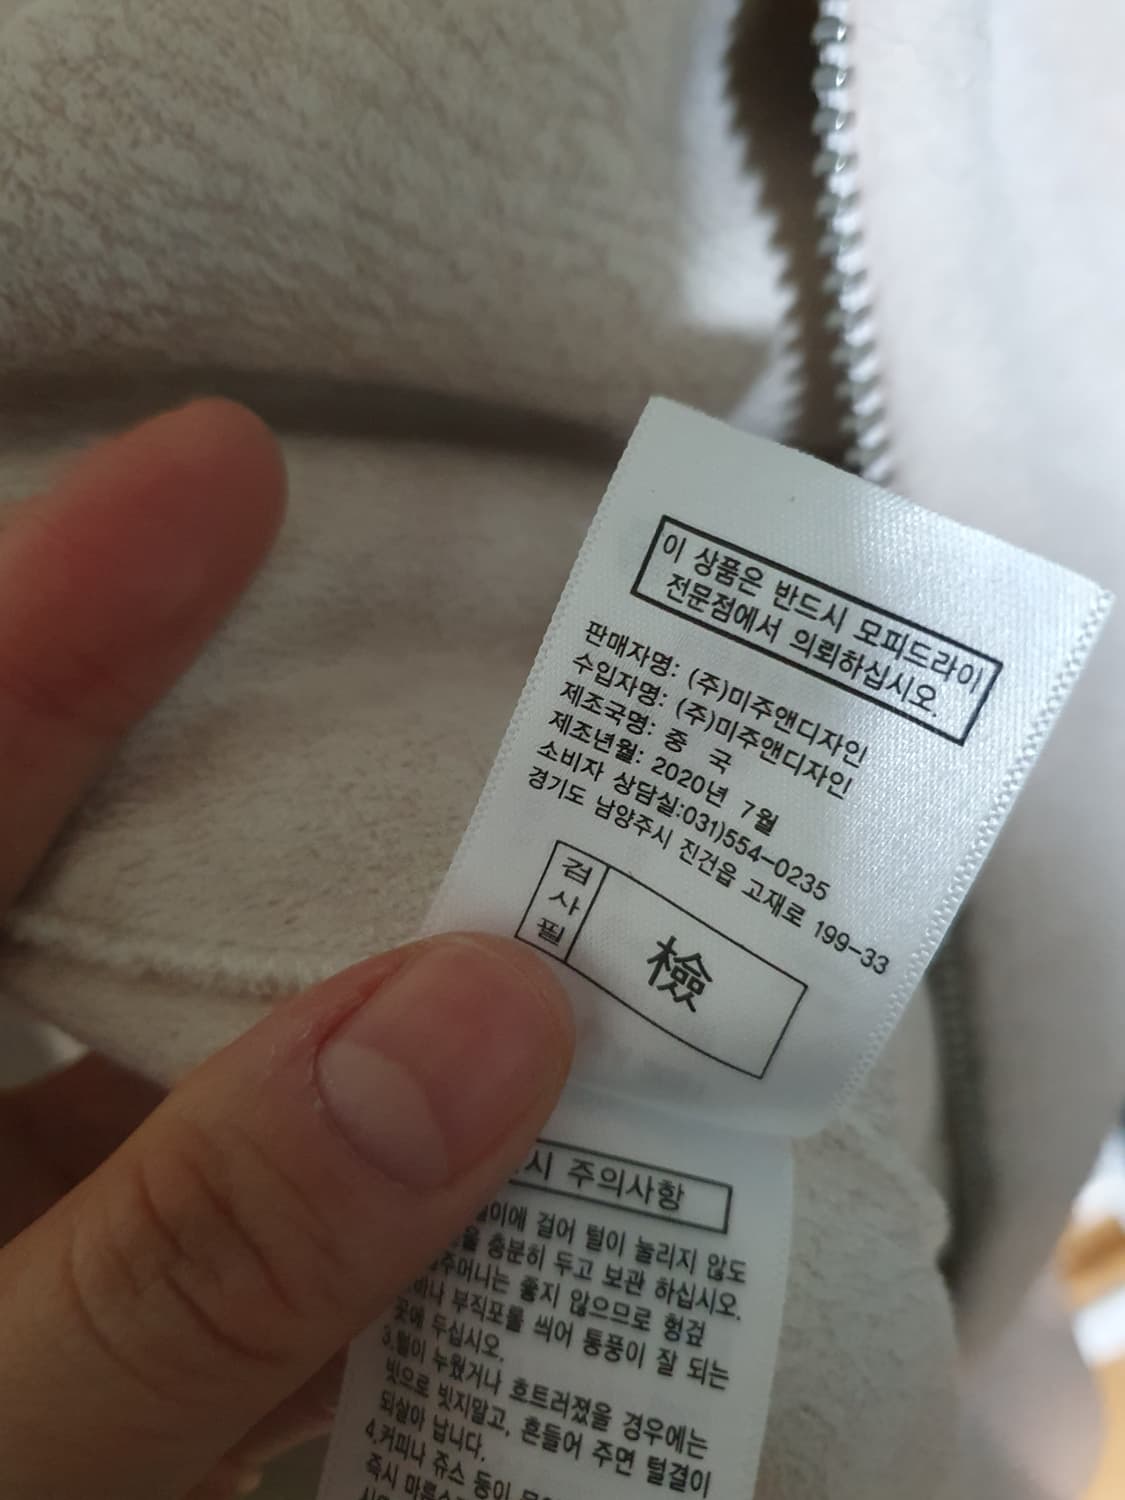 이 상품은 반드시 모피드라이
전문점에서 의뢰하십시오.
판매자명: (주)미주앤디자인
수입자명: (주)미주앤디자인
제조국명: 중 국
제조년월: 2020년 7월
소비자 상담실:031)554-0235
경기도 남양주시 진건읍 고재로 199-33
검사필
檢
시 주의사항
걸어 털이 눌리지 않도
충분히 두고 보관 하십시오.
좋지 않으므로 헝겊
부직포를 씌어 통풍이 잘 되는
곳에 두십시오.
3.털이 누웠거나 흐트러졌을 경우에는
빗으로 빗지말고, 흔들어 주면 털결이
되살아 납니다.
4.커피나 쥬스 등이
즉시